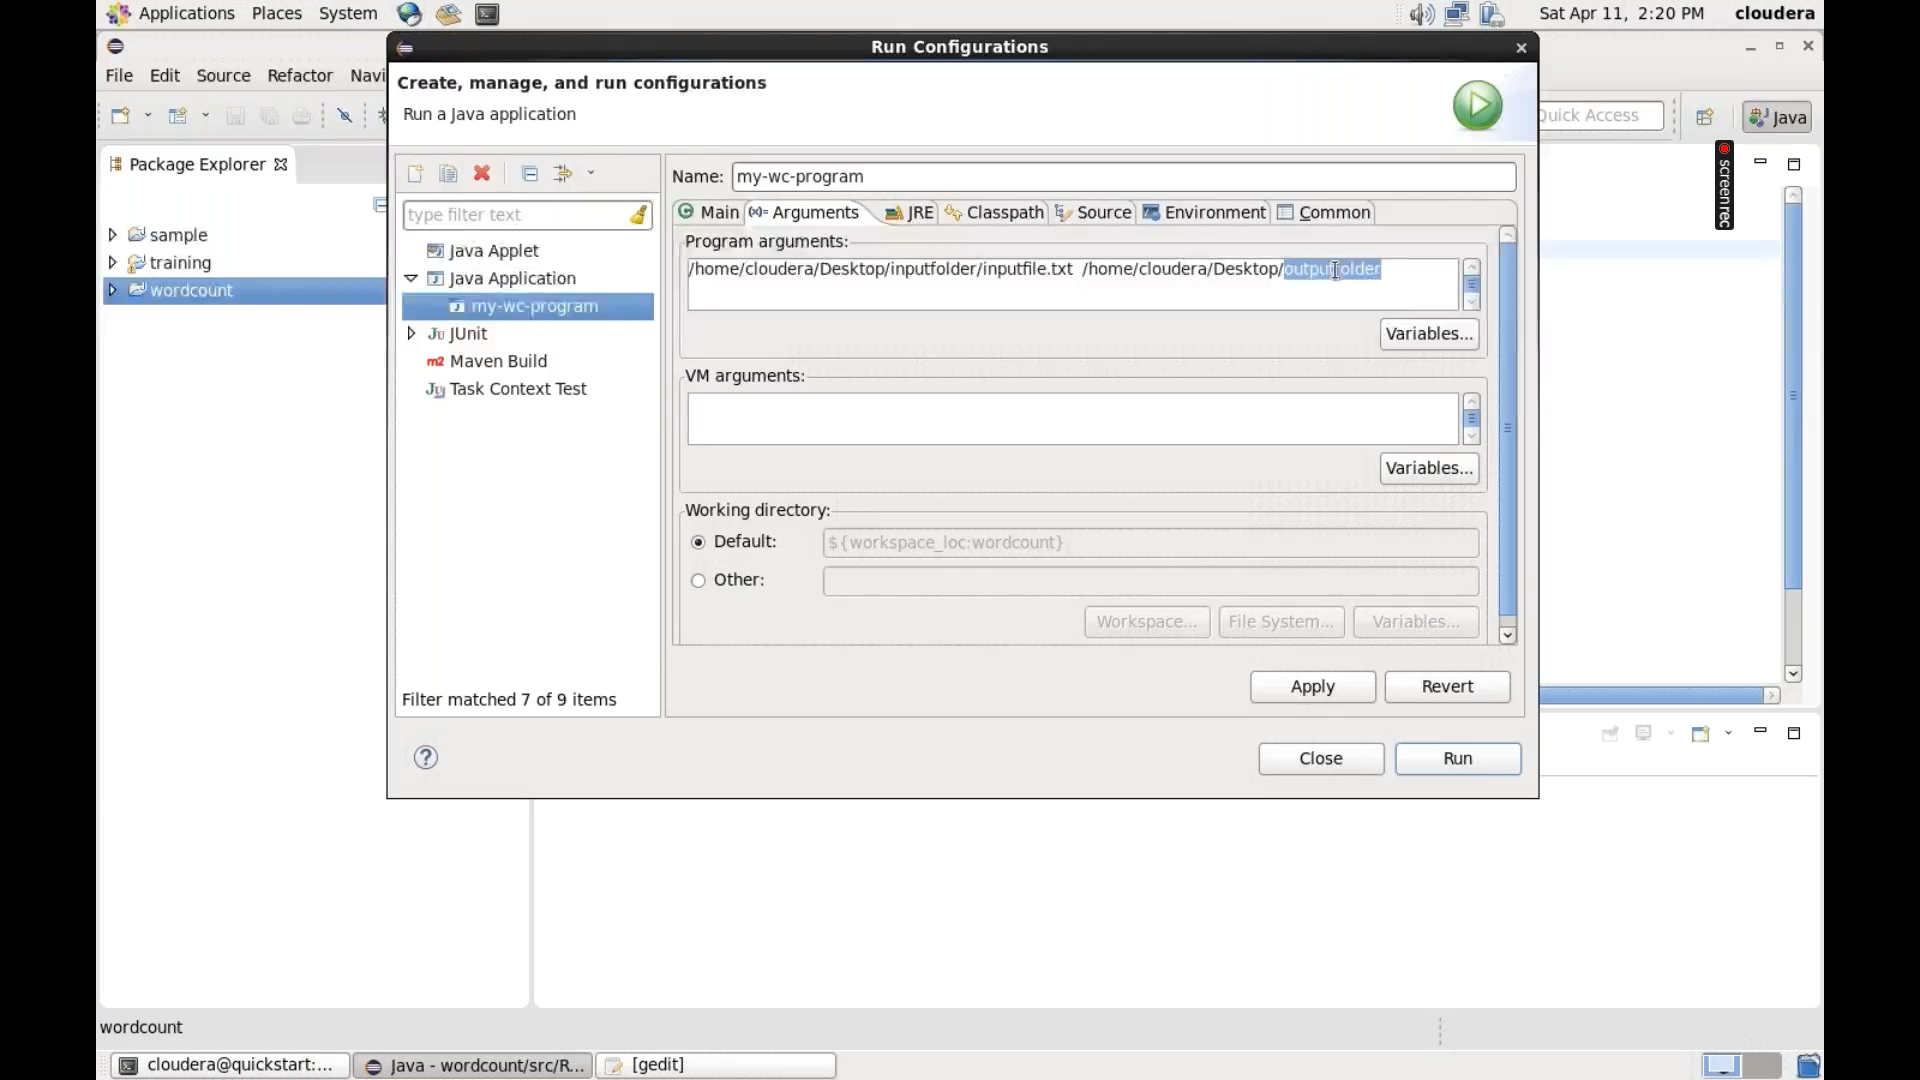 Applications Places System Sat Apr 11, 2:20 PM cloudera
Run Configurations
File Edit Source Refactor Navi
Create, manage, and run configurations
Run a Java application
Quick Access Java
Package Explorer
Name: my-wc-program
type filter text
Main Arguments JRE Classpath Source Environment Common
screenrec
sample
training
wordcount
Java Applet
Java Application
my-wc-program
JUnit
Maven Build
Task Context Test
Program arguments:
/home/cloudera/Desktop/inputfolder/inputfile.txt /home/cloudera/Desktop/outputfolder
Variables...
VM arguments:
Variables...
Working directory:
Default: ${workspace_loc:wordcount}
Other:
Workspace... File System... Variables...
Filter matched 7 of 9 items
Apply Revert
Close Run
wordcount
cloudera@quickstart:... Java - wordcount/src/R... [gedit]